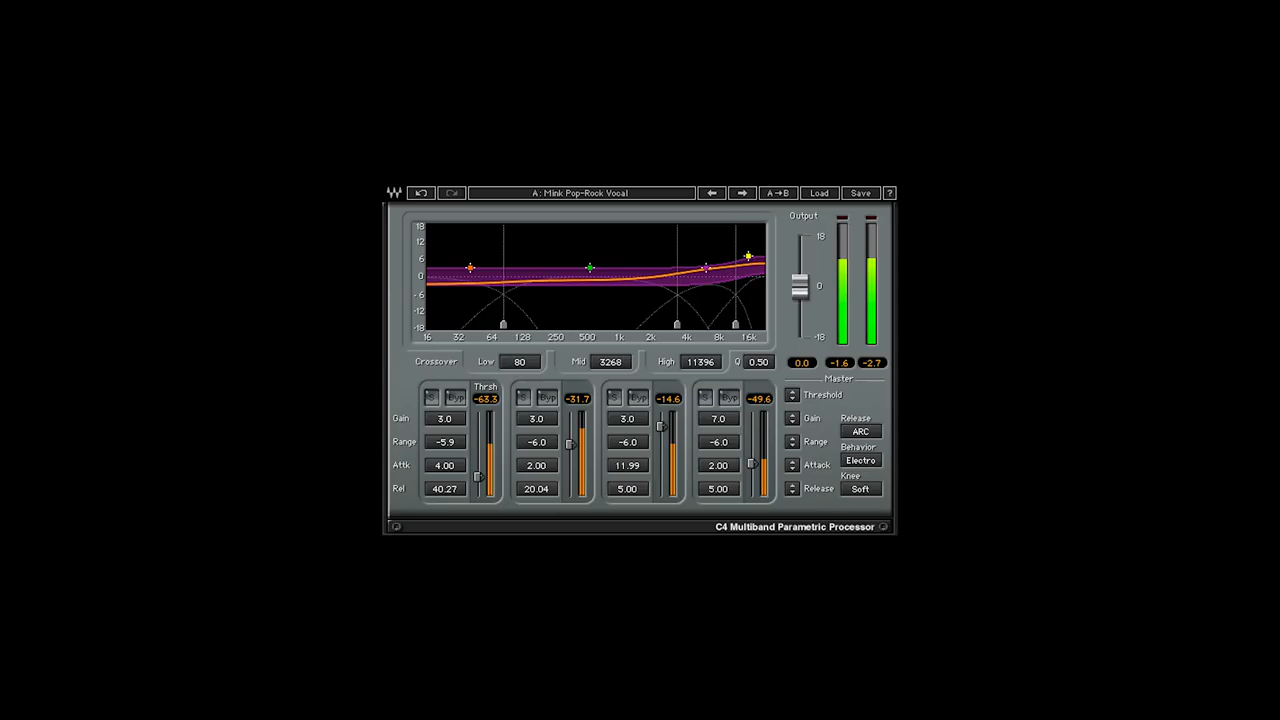 A: Mink Pop-Rock Vocal A→B Load Save ?
Output
18 12 6 0 -6 -12 -18
16 32 64 128 250 500 1k 2k 4k 8k 16k
18 0 -18
Crossover Low 80 Mid 3268 High 11396 Q 0.50
0.0 -1.6 -2.7
Master
Thrsh
S Byp -63.3 S Byp -31.7 S Byp -14.6 S Byp -49.6
Threshold
Gain 3.0 3.0 3.0 7.0 Gain
Release
ARC
Range -5.9 -6.0 -6.0 -6.0 Range
Behavior
Electro
Attk 4.00 2.00 11.99 2.00 Attack
Knee
Soft
Rel 40.27 20.04 5.00 5.00 Release
C4 Multiband Parametric Processor